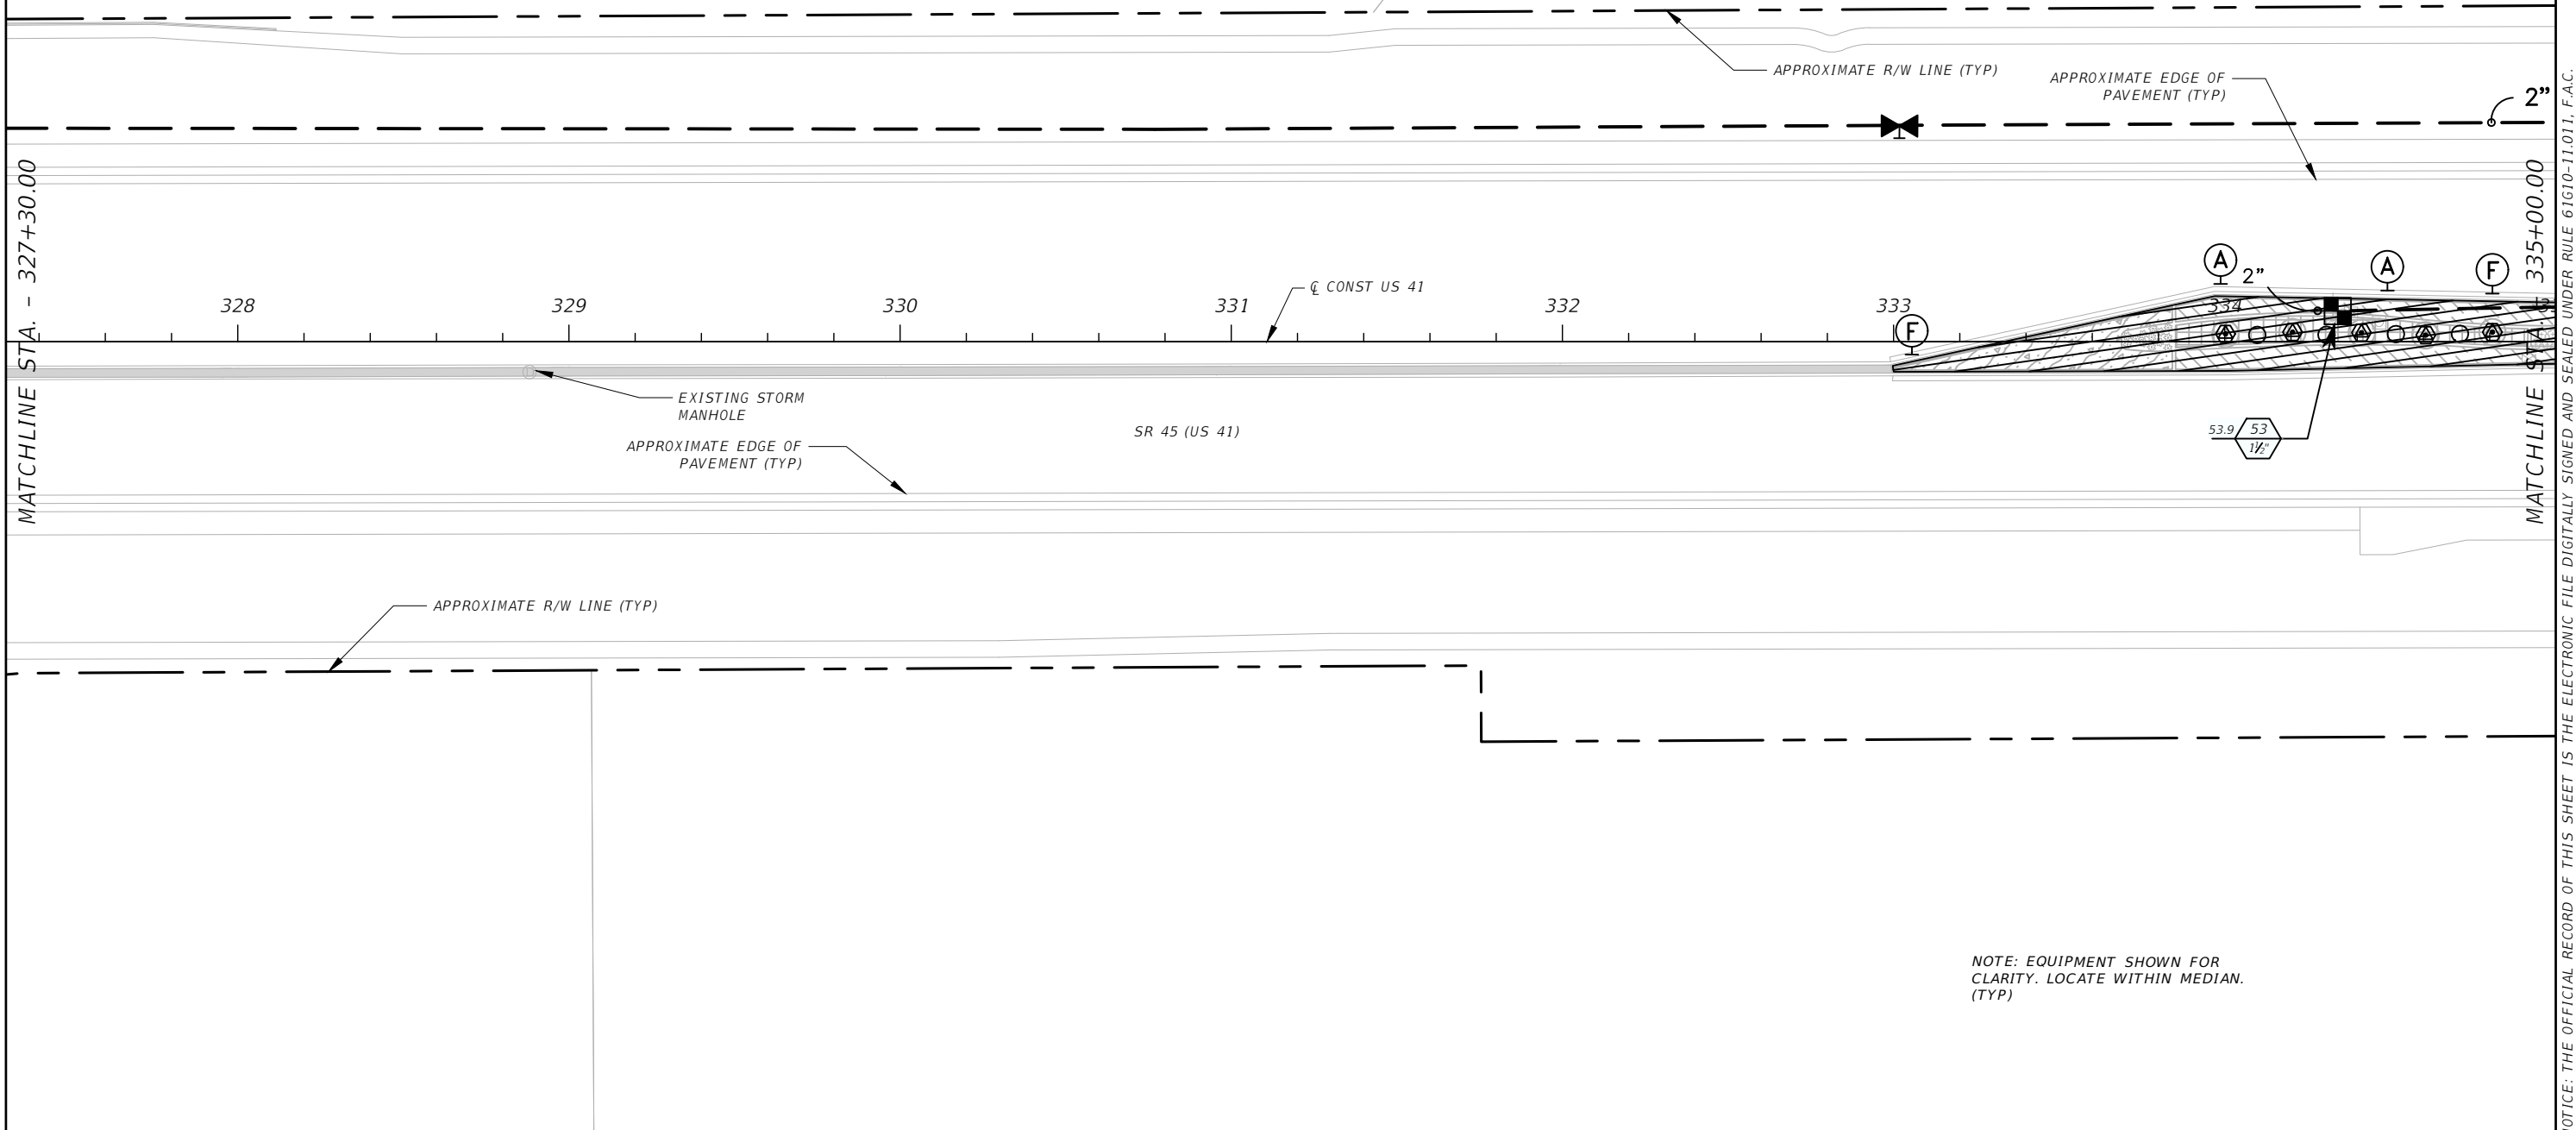 APPROXIMATE R/W LINE (TYP)
APPROXIMATE EDGE OF
PAVEMENT (TYP)
2”
MATCHLINE STA. - 327+30.00
328
329
330
331
332
333
334
℄ CONST US 41
A
2”
A
F
F
MATCHLINE STA. - 335+00.00
EXISTING STORM
MANHOLE
SR 45 (US 41)
APPROXIMATE EDGE OF
PAVEMENT (TYP)
53.9
53
1½"
APPROXIMATE R/W LINE (TYP)
NOTE: EQUIPMENT SHOWN FOR
CLARITY. LOCATE WITHIN MEDIAN.
(TYP)
OTICE: THE OFFICIAL RECORD OF THIS SHEET IS THE ELECTRONIC FILE DIGITALLY SIGNED AND SEALED UNDER RULE 61G10-11.011, F.A.C.